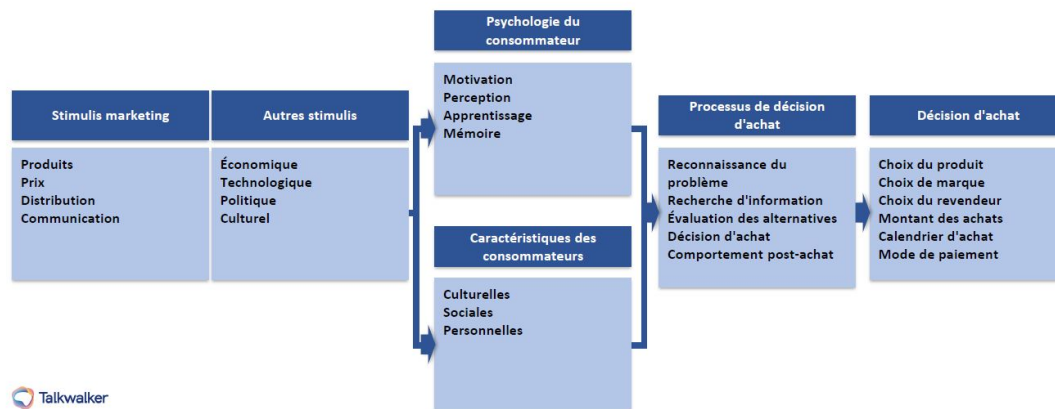 Stimulis marketing
Produits
Prix
Distribution
Communication
Autres stimulis
Économique
Technologique
Politique
Culturel
Psychologie du
consommateur
Motivation
Perception
Apprentissage
Mémoire
Caractéristiques des
consommateurs
Culturelles
Sociales
Personnelles
Processus de décision
d'achat
Reconnaissance du
problème
Recherche d'information
Évaluation des alternatives
Décision d'achat
Comportement post-achat
Décision d'achat
Choix du produit
Choix de marque
Choix du revendeur
Montant des achats
Calendrier d'achat
Mode de paiement
Talkwalker